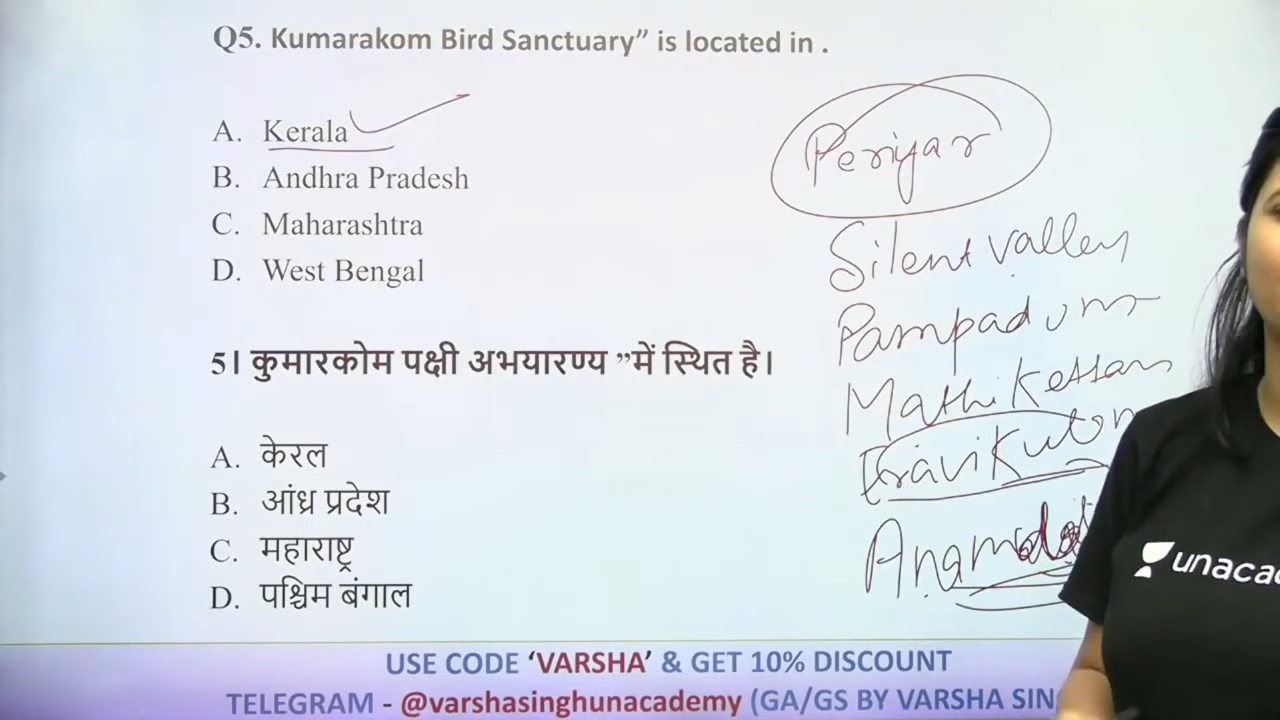 Q5. Kumarakom Bird Sanctuary” is located in .
A. Kerala
B. Andhra Pradesh
C. Maharashtra
D. West Bengal
5। कुमारकोम पक्षी अभयारण्य ”में स्थित है।
A. केरल
B. आंध्र प्रदेश
C. महाराष्ट्र
D. पश्चिम बंगाल
Periyar
Silent valley
Pampadum
Mathi
Eravi
USE CODE ‘VARSHA’ & GET 10% DISCOUNT
TELEGRAM - @varshasinghunacademy (GA/GS BY VARSHA SIN
unacad